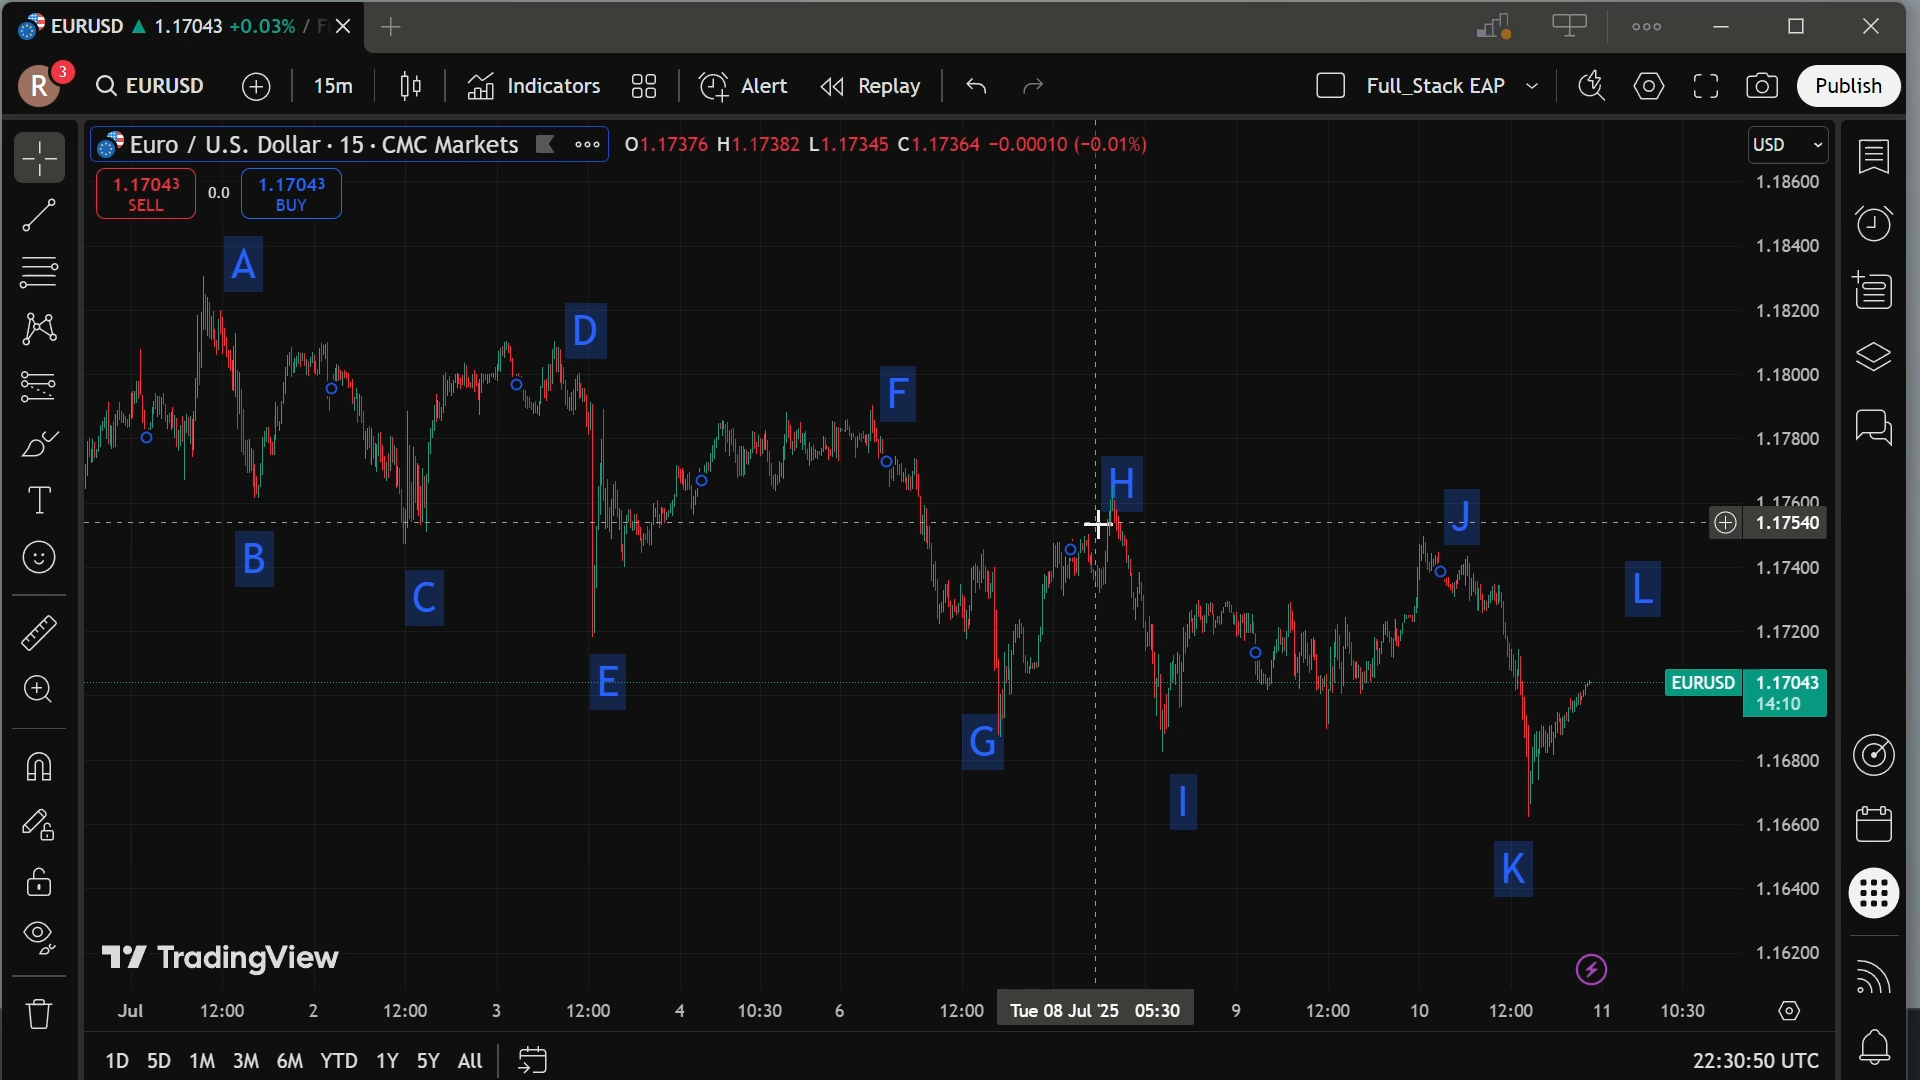 EURUSD ▲ 1.17043 +0.03% /
R 3 EURUSD 15m Indicators Alert Replay Full_Stack EAP Publish
Euro / U.S. Dollar · 15 · CMC Markets O1.17376 H1.17382 L1.17345 C1.17364 −0.00010 (−0.01%)
USD
1.17043 SELL 0.0 1.17043 BUY
1.18600
1.18400
1.18200
1.18000
1.17800
1.17600
1.17540
1.17400
1.17200
EURUSD 1.17043
14:10
1.16800
1.16600
1.16400
1.16200
A
B
C
D
E
F
G
H
I
J
K
L
TradingView
Jul 12:00 2 12:00 3 12:00 4 10:30 6 12:00 Tue 08 Jul '25 05:30 9 12:00 10 12:00 11 10:30
1D 5D 1M 3M 6M YTD 1Y 5Y All 22:30:50 UTC